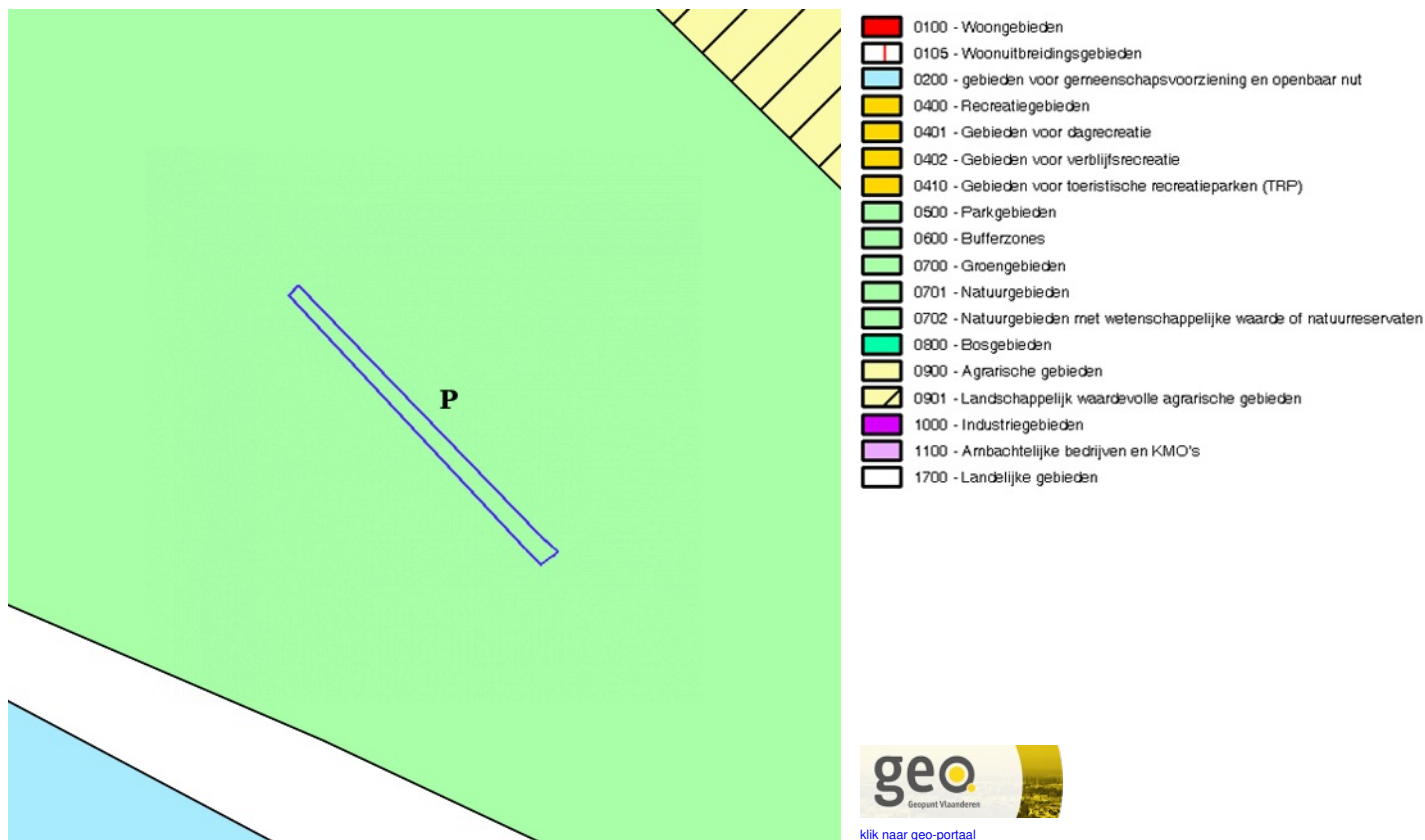 P
0100 - Woongebieden
0105 - Woonuitbreidingsgebieden
0200 - gebieden voor gemeenschapsvoorziening en openbaar nut
0400 - Recreatiegebieden
0401 - Gebieden voor dagrecreatie
0402 - Gebieden voor verblijfsrecreatie
0410 - Gebieden voor toeristische recreatieparken (TRP)
0500 - Parkgebieden
0600 - Bufferzones
0700 - Groengebieden
0701 - Natuurgebieden
0702 - Natuurgebieden met wetenschappelijke waarde of natuurreservaten
0800 - Bosgebieden
0900 - Agrarische gebieden
0901 - Landschappelijk waardevolle agrarische gebieden
1000 - Industriegebieden
1100 - Ambachtelijke bedrijven en KMO's
1700 - Landelijke gebieden
geo.
Geopunt Vlaanderen
klik naar geo-portaal